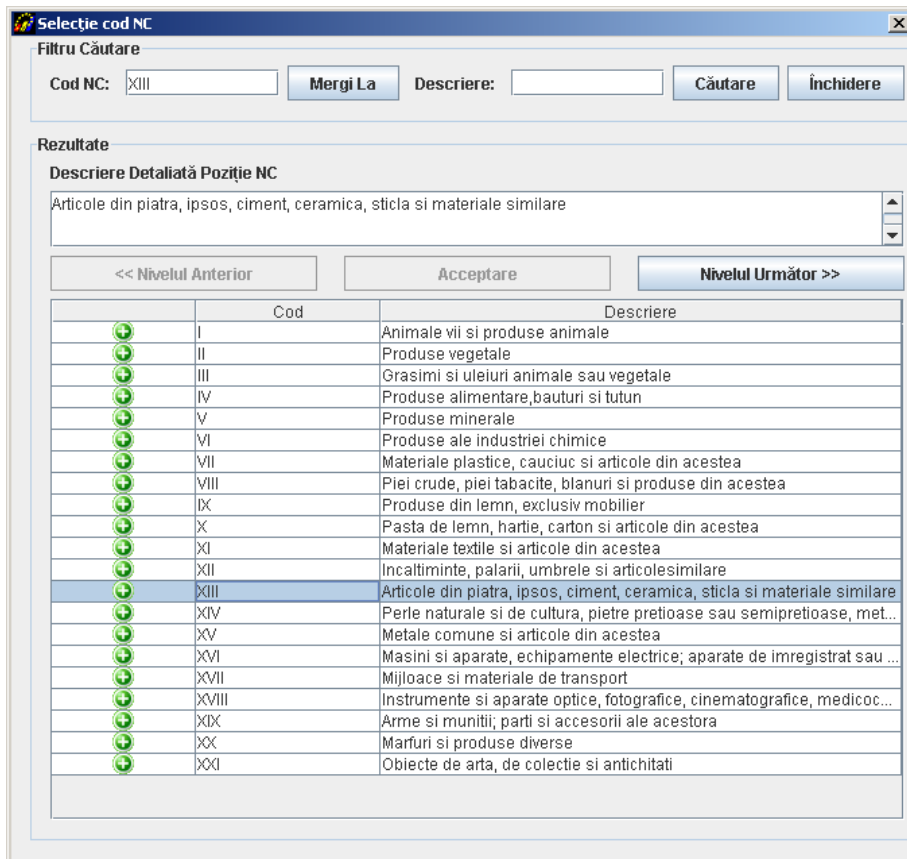 Selecție cod NC
Filtru Căutare
Cod NC: XIII Mergi La Descriere: Căutare Închidere
Rezultate
Descriere Detaliată Poziție NC
Articole din piatra, ipsos, ciment, ceramica, sticla si materiale similare
<< Nivelul Anterior Acceptare Nivelul Următor >>
Cod Descriere
I Animale vii si produse animale
II Produse vegetale
III Grasimi si uleiuri animale sau vegetale
IV Produse alimentare,bauturi si tutun
V Produse minerale
VI Produse ale industriei chimice
VII Materiale plastice, cauciuc si articole din acestea
VIII Piei crude, piei tabacite, blanuri si produse din acestea
IX Produse din lemn, exclusiv mobilier
X Pasta de lemn, hartie, carton si articole din acestea
XI Materiale textile si articole din acestea
XII Incaltiminte, palarii, umbrele si articolesimilare
XIII Articole din piatra, ipsos, ciment, ceramica, sticla si materiale similare
XIV Perle naturale si de cultura, pietre pretioase sau semipretioase, met...
XV Metale comune si articole din acestea
XVI Masini si aparate, echipamente electrice; aparate de imregistrat sau ...
XVII Mijloace si materiale de transport
XVIII Instrumente si aparate optice, fotografice, cinematografice, medicoc...
XIX Arme si munitii; parti si accesorii ale acestora
XX Marfuri si produse diverse
XXI Obiecte de arta, de colectie si antichitati